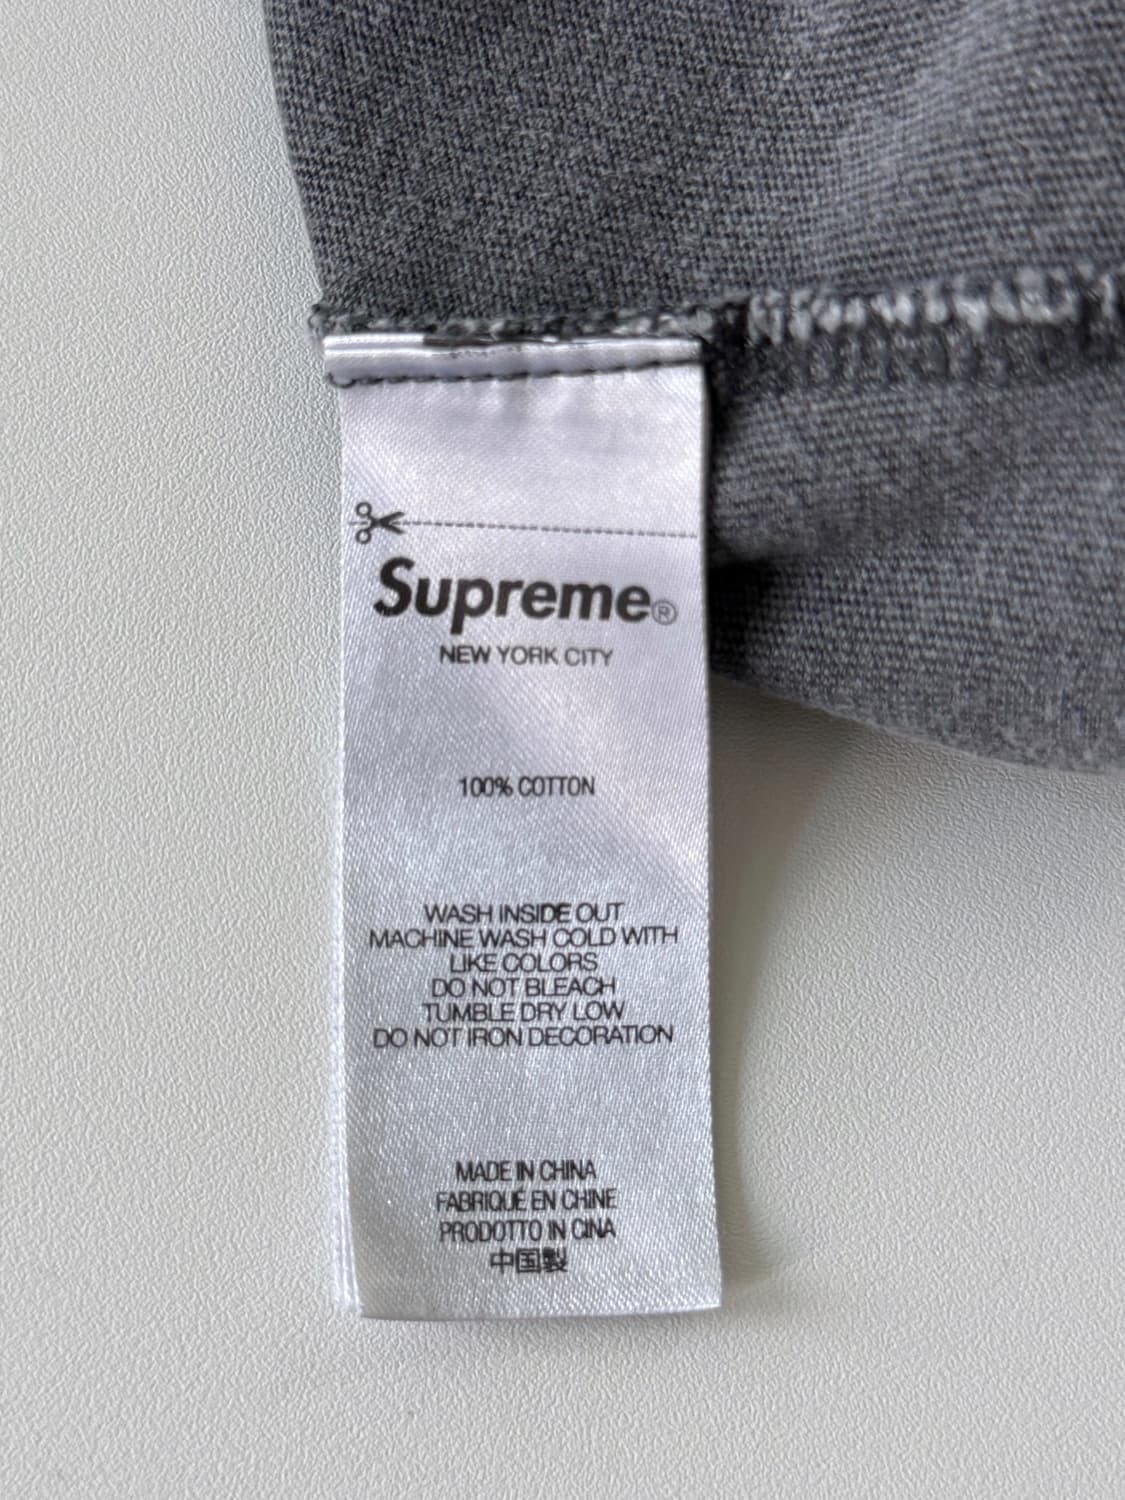 Supreme®
NEW YORK CITY
100% COTTON
WASH INSIDE OUT
MACHINE WASH COLD WITH
LIKE COLORS
DO NOT BLEACH
TUMBLE DRY LOW
DO NOT IRON DECORATION
MADE IN CHINA
FABRIQUÉ EN CHINE
PRODOTTO IN CINA
中国製